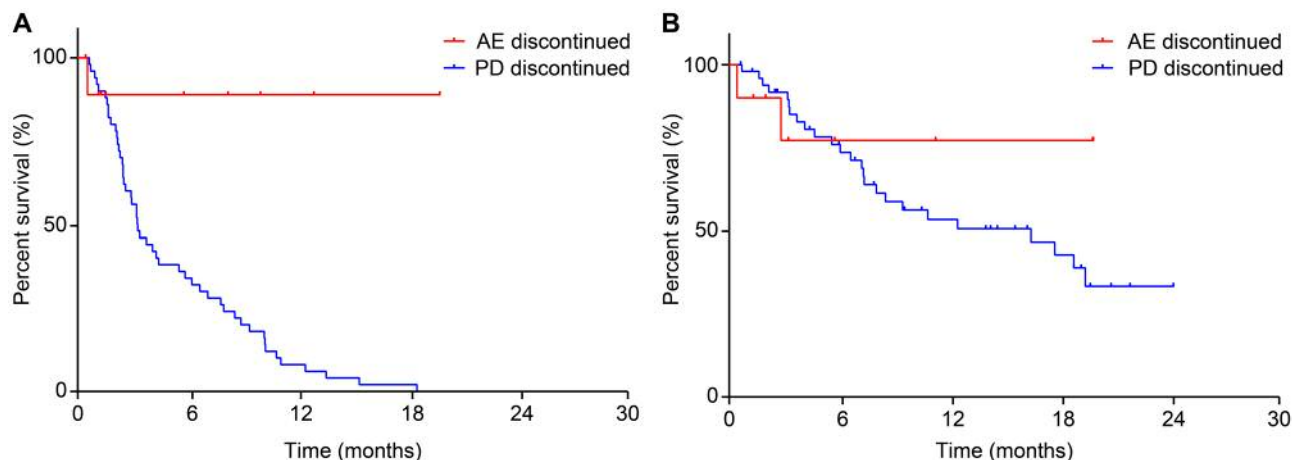 A
AE discontinued
PD discontinued
100
50
0
Percent survival (%)
0 6 12 18 24 30
Time (months)
B
AE discontinued
PD discontinued
100
50
0
Percent survival (%)
0 6 12 18 24 30
Time (months)